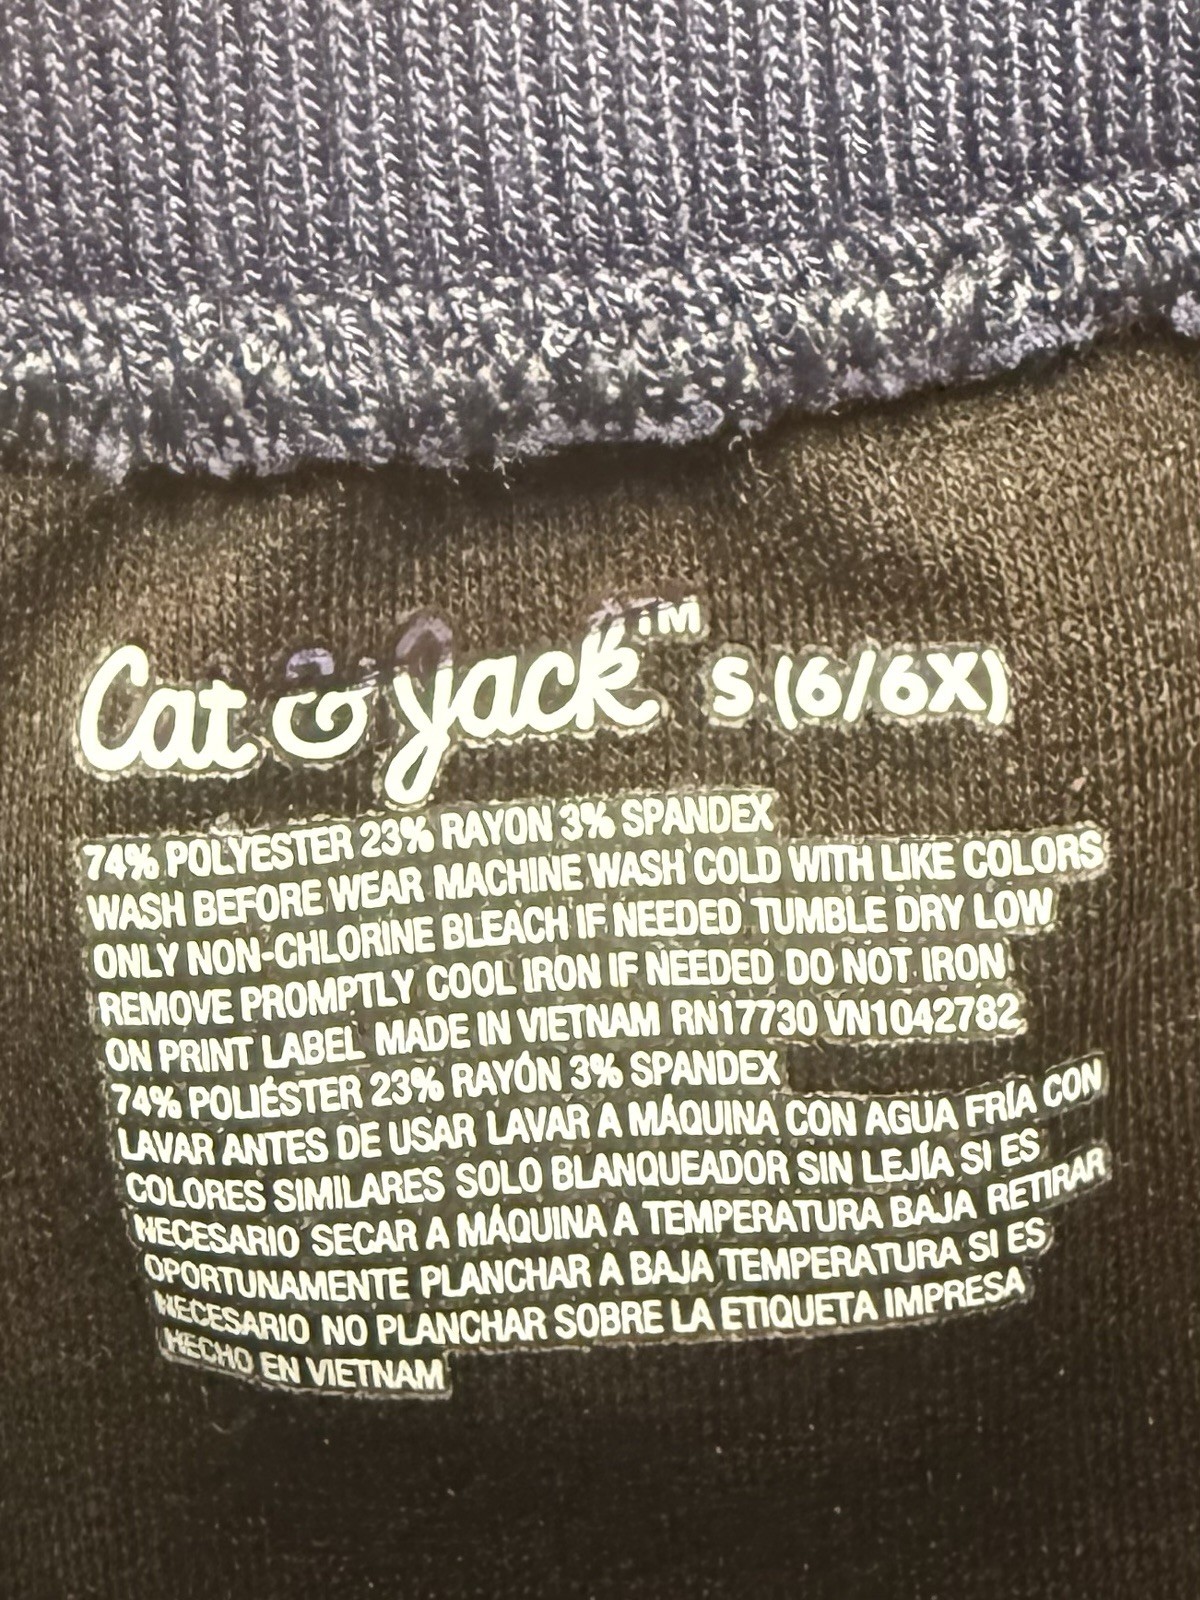 Cat & Jack™ S (6/6X)
74% POLYESTER 23% RAYON 3% SPANDEX
WASH BEFORE WEAR MACHINE WASH COLD WITH LIKE COLORS
ONLY NON-CHLORINE BLEACH IF NEEDED TUMBLE DRY LOW
REMOVE PROMPTLY COOL IRON IF NEEDED DO NOT IRON
ON PRINT LABEL MADE IN VIETNAM RN17730 VN1042782
74% POLIÉSTER 23% RAYÓN 3% SPANDEX
LAVAR ANTES DE USAR LAVAR A MÁQUINA CON AGUA FRÍA CON
COLORES SIMILARES SOLO BLANQUEADOR SIN LEJÍA SI ES
NECESARIO SECAR A MÁQUINA A TEMPERATURA BAJA RETIRAR
OPORTUNAMENTE PLANCHAR A BAJA TEMPERATURA SI ES
NECESARIO NO PLANCHAR SOBRE LA ETIQUETA IMPRESA
HECHO EN VIETNAM